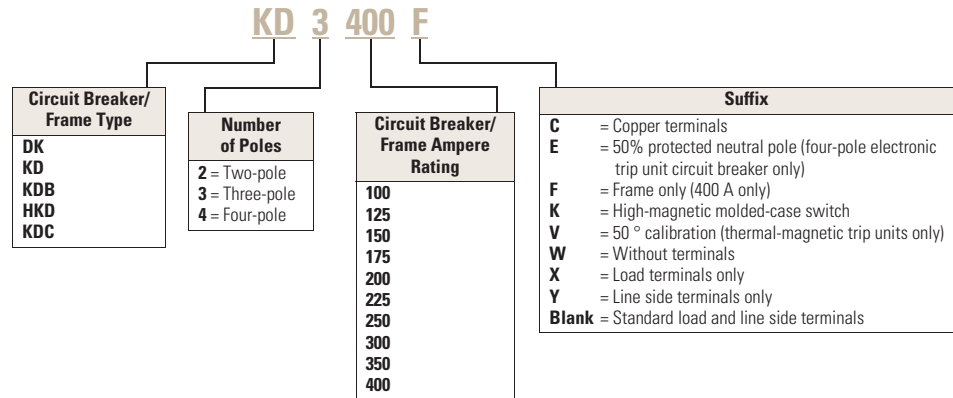 KD 3 400 F
Circuit Breaker/
Frame Type
DK
KD
KDB
HKD
KDC
Number
of Poles
2 = Two-pole
3 = Three-pole
4 = Four-pole
Circuit Breaker/
Frame Ampere
Rating
100
125
150
175
200
225
250
300
350
400
Suffix
C = Copper terminals
E = 50% protected neutral pole (four-pole electronic
trip unit circuit breaker only)
F = Frame only (400 A only)
K = High-magnetic molded-case switch
V = 50 ° calibration (thermal-magnetic trip units only)
W = Without terminals
X = Load terminals only
Y = Line side terminals only
Blank = Standard load and line side terminals